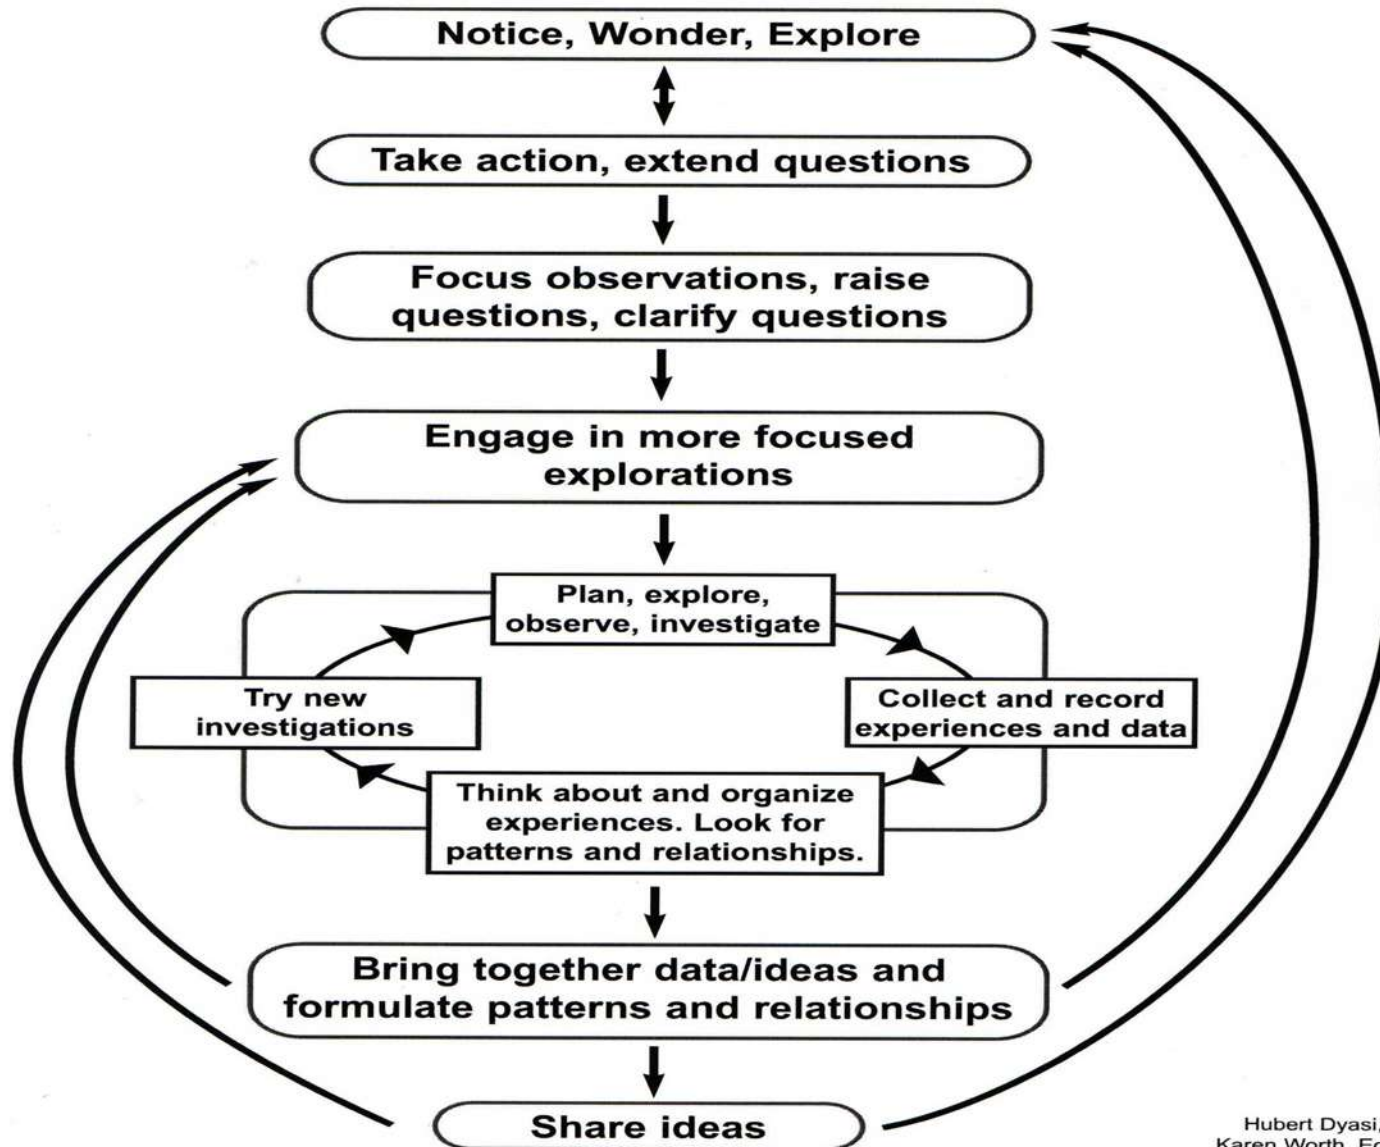 Notice, Wonder, Explore
Take action, extend questions
Focus observations, raise
questions, clarify questions
Engage in more focused
explorations
Plan, explore,
observe, investigate
Try new
investigations
Collect and record
experiences and data
Think about and organize
experiences. Look for
patterns and relationships.
Bring together data/ideas and
formulate patterns and relationships
Share ideas
Hubert Dyasi,
Karen Worth,